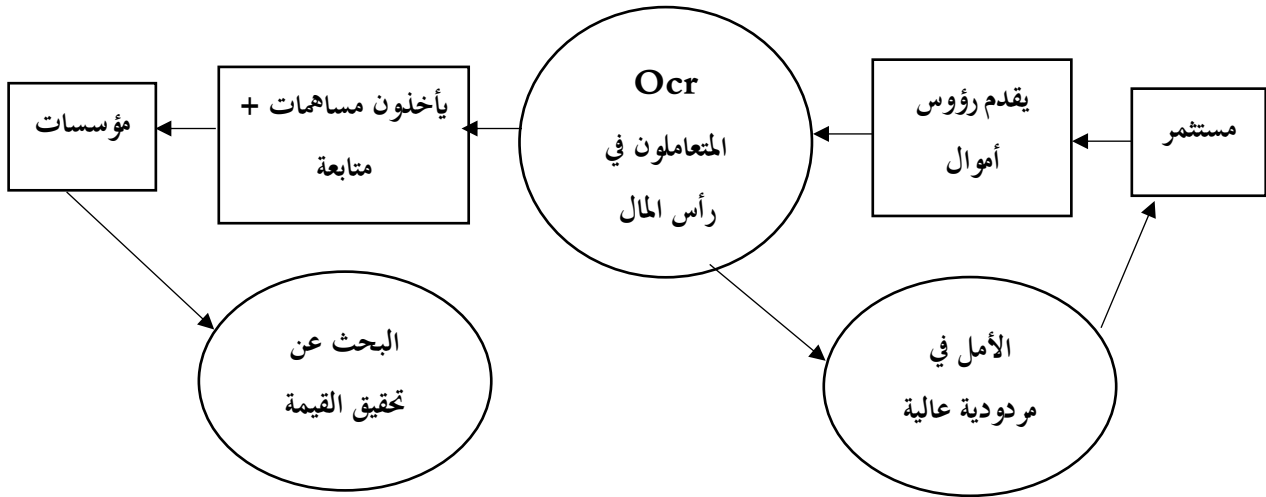 مستثمر
يقدم رؤوس
أموال
Ocr
المتعاملون في
رأس المال
يأخذون مساهمات +
متابعة
مؤسسات
الأمل في
مردودية عالية
البحث عن
تحقيق القيمة